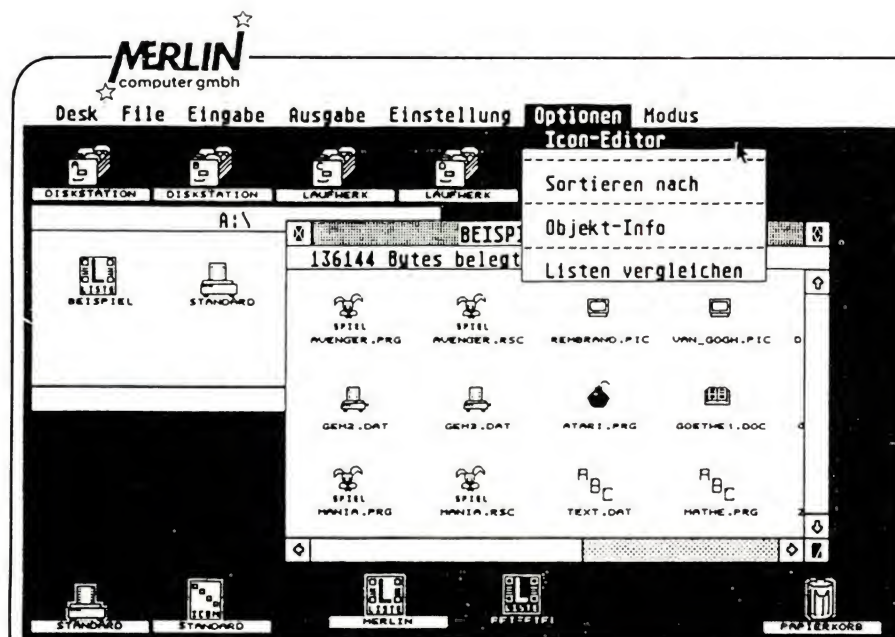 MERLIN
computer gmbh
Desk File Eingabe Ausgabe Einstellung Optionen Modus
Icon-Editor
Sortieren nach
Objekt-Info
Listen vergleichen
A B C D
DISKSTATION DISKSTATION LAUFWERK LAUFWERK
A:\
LISTE
BEISPIEL STANDARD
BEISPI
136144 Bytes belegt
SPIEL SPIEL
AVENGER.PRG AVENGER.RSC REMBRAND.PIC VAN_GOGH.PIC
GEM2.DAT GEM3.DAT ATARI.PRG GOETHE1.DOC
SPIEL SPIEL ABC ABC
MANIA.PRG MANIA.RSC TEXT.DAT MATHE.PRG
ICON LISTE LISTE
STANDARD STANDARD MERLIN BEISPIEL PAPIERKORB